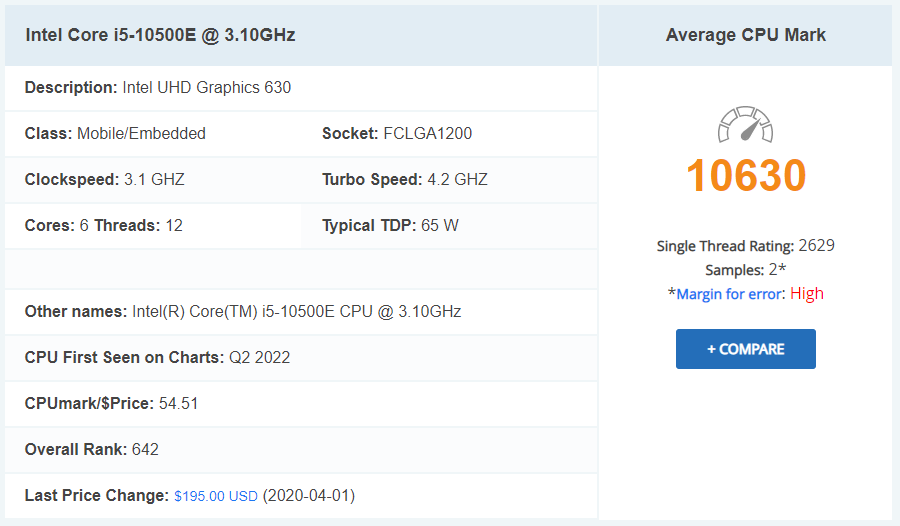 Intel Core i5-10500E @ 3.10GHz
Average CPU Mark
Description: Intel UHD Graphics 630
Class: Mobile/Embedded
Socket: FCLGA1200
Clockspeed: 3.1 GHZ
Turbo Speed: 4.2 GHZ
Cores: 6 Threads: 12
Typical TDP: 65 W
Other names: Intel(R) Core(TM) i5-10500E CPU @ 3.10GHz
CPU First Seen on Charts: Q2 2022
CPUmark/$Price: 54.51
Overall Rank: 642
Last Price Change: $195.00 USD (2020-04-01)
10630
Single Thread Rating: 2629
Samples: 2*
*Margin for error: High
+ COMPARE